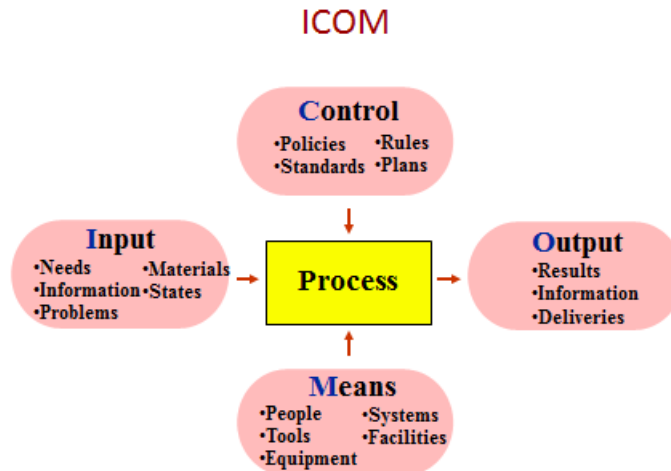 ICOM
Control
•Policies •Rules
•Standards •Plans
Input
•Needs •Materials
•Information •States
•Problems
Process
Output
•Results
•Information
•Deliveries
Means
•People •Systems
•Tools •Facilities
•Equipment